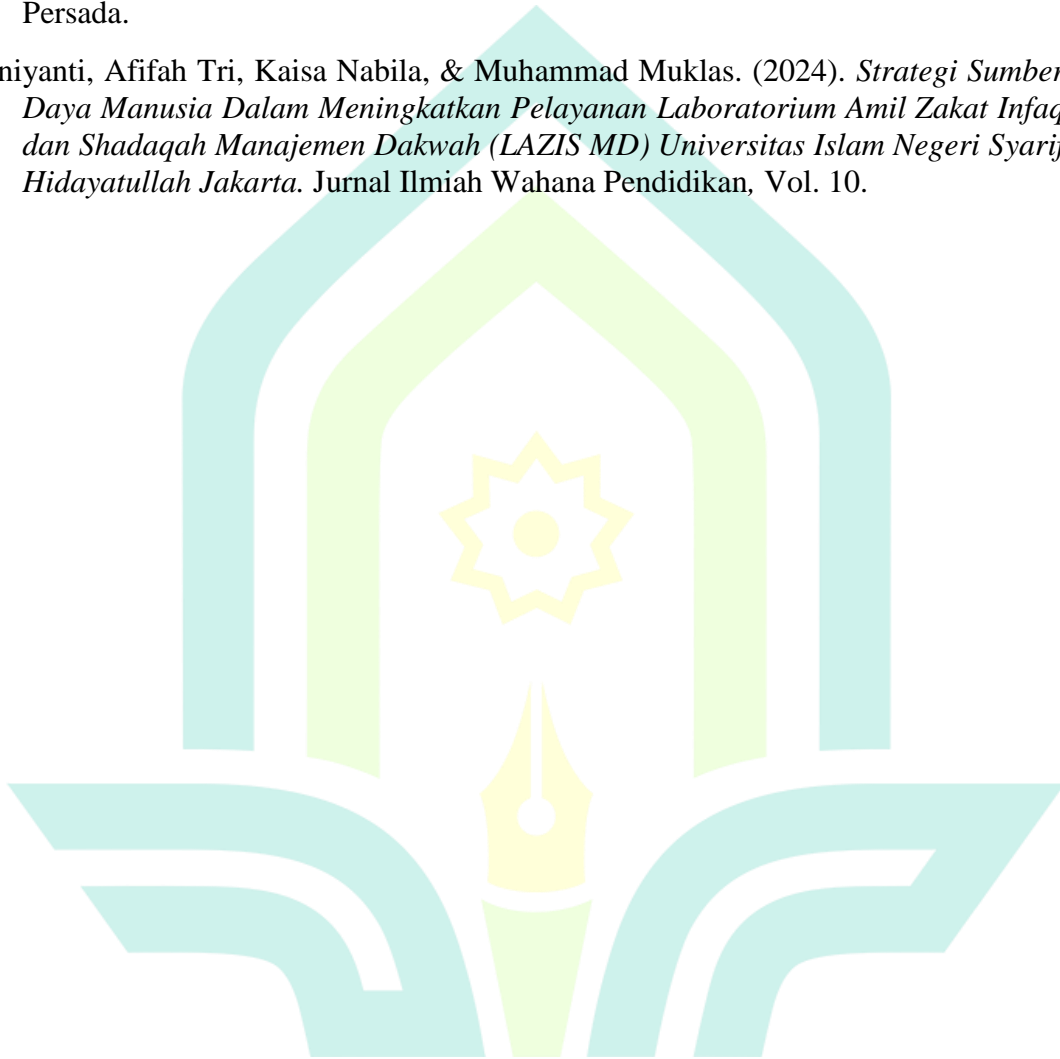 Persada.
niyanti, Afifah Tri, Kaisa Nabila, & Muhammad Muklas. (2024). Strategi Sumber
Daya Manusia Dalam Meningkatkan Pelayanan Laboratorium Amil Zakat Infaq
dan Shadaqah Manajemen Dakwah (LAZIS MD) Universitas Islam Negeri Syarif
Hidayatullah Jakarta. Jurnal Ilmiah Wahana Pendidikan, Vol. 10.